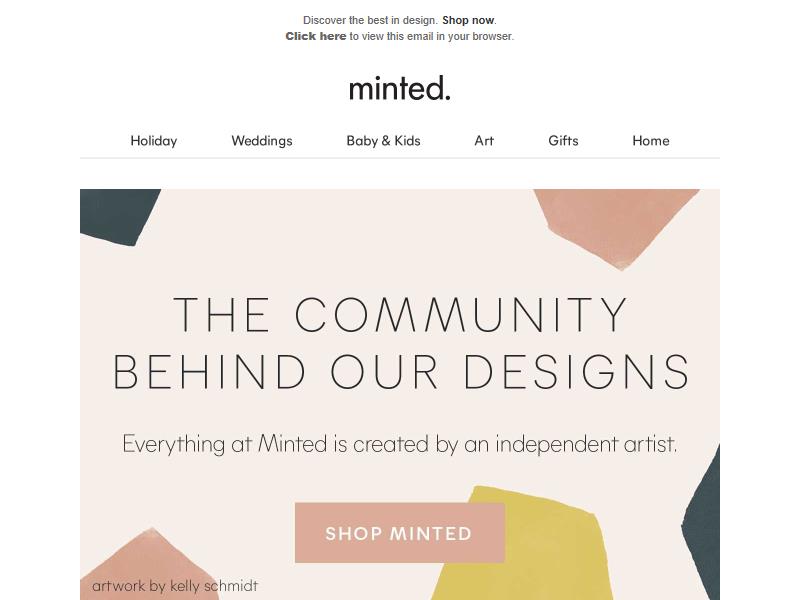 Discover the best in design. Shop now.
Click here to view this email in your browser.
minted.
Holiday Weddings Baby & Kids Art Gifts Home
THE COMMUNITY
BEHIND OUR DESIGNS
Everything at Minted is created by an independent artist.
SHOP MINTED
artwork by kelly schmidt